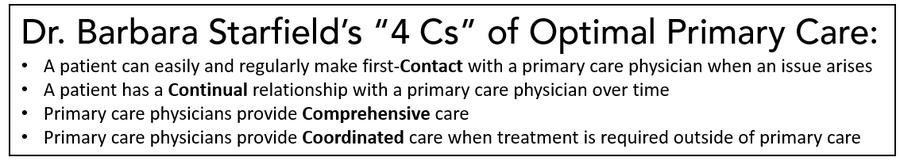 Dr. Barbara Starfield's “4 Cs” of Optimal Primary Care:
• A patient can easily and regularly make first-Contact with a primary care physician when an issue arises
• A patient has a Continual relationship with a primary care physician over time
• Primary care physicians provide Comprehensive care
• Primary care physicians provide Coordinated care when treatment is required outside of primary care